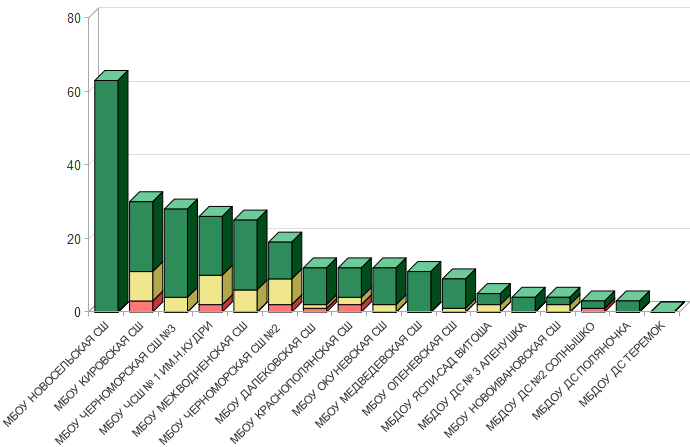 80
60
40
20
0
МБОУ НОВОСЕЛЬСКАЯ СШ
МБОУ КИРОВСКАЯ СШ
МБОУ ЧЕРНОМОРСКАЯ СШ №3
МБОУ ЧСШ № 1 ИМ.Н.КУДРИ
МБОУ МЕЖВОДНЕНСКАЯ СШ
МБОУ ЧЕРНОМОРСКАЯ СШ №2
МБОУ ДАЛЕКОВСКАЯ СШ
МБОУ КРАСНОПОЛЯНСКАЯ СШ
МБОУ ОКУНЕВСКАЯ СШ
МБОУ МЕДВЕДЕВСКАЯ СШ
МБОУ ОЛЕНЕВСКАЯ СШ
МБДОУ ЯСЛИ-САД ВИТОША
МБДОУ ДС № 3 АЛЕНУШКА
МБОУ НОВОИВАНОВСКАЯ СШ
МБДОУ ДС №2 СОЛНЫШКО
МБДОУ ДС ПОЛЯНОЧКА
МБДОУ ДС ТЕРЕМОК